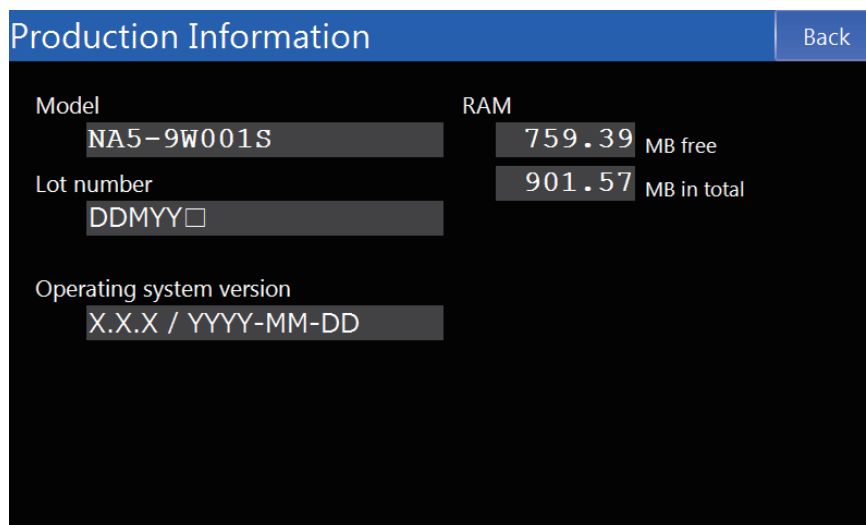 Production Information
Back
Model
NA5-9W001S
Lot number
DDMYY□
Operating system version
X.X.X / YYYY-MM-DD
RAM
759.39 MB free
901.57 MB in total